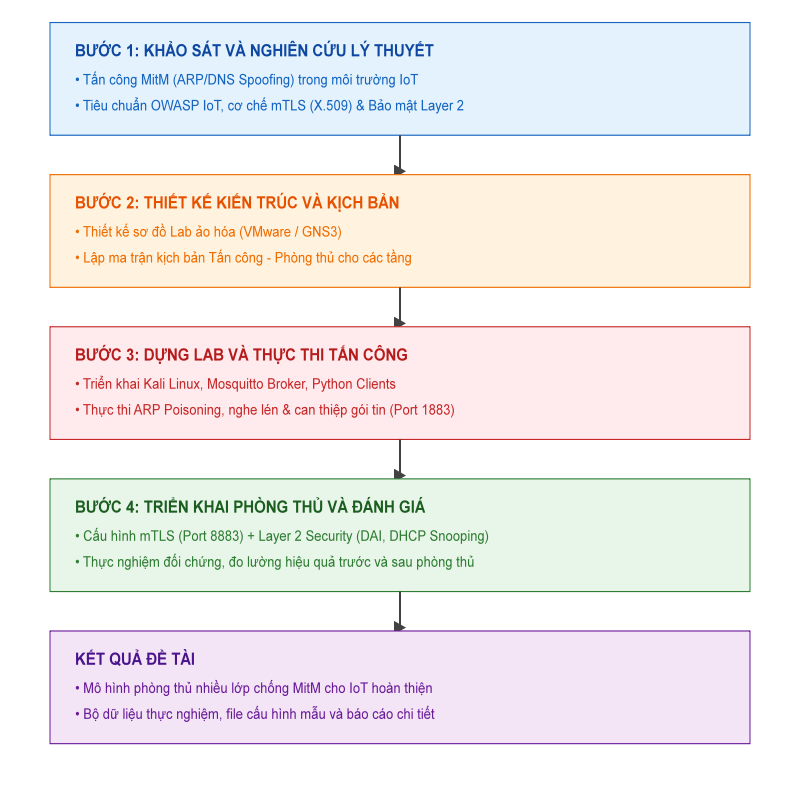 BƯỚC 1: KHẢO SÁT VÀ NGHIÊN CỨU LÝ THUYẾT
• Tấn công MitM (ARP/DNS Spoofing) trong môi trường IoT
• Tiêu chuẩn OWASP IoT, cơ chế mTLS (X.509) & Bảo mật Layer 2
BƯỚC 2: THIẾT KẾ KIẾN TRÚC VÀ KỊCH BẢN
• Thiết kế sơ đồ Lab ảo hóa (VMware / GNS3)
• Lập ma trận kịch bản Tấn công - Phòng thủ cho các tầng
BƯỚC 3: DỰNG LAB VÀ THỰC THI TẤN CÔNG
• Triển khai Kali Linux, Mosquitto Broker, Python Clients
• Thực thi ARP Poisoning, nghe lén & can thiệp gói tin (Port 1883)
BƯỚC 4: TRIỂN KHAI PHÒNG THỦ VÀ ĐÁNH GIÁ
• Cấu hình mTLS (Port 8883) + Layer 2 Security (DAI, DHCP Snooping)
• Thực nghiệm đối chứng, đo lường hiệu quả trước và sau phòng thủ
KẾT QUẢ ĐỀ TÀI
• Mô hình phòng thủ nhiều lớp chống MitM cho IoT hoàn thiện
• Bộ dữ liệu thực nghiệm, file cấu hình mẫu và báo cáo chi tiết